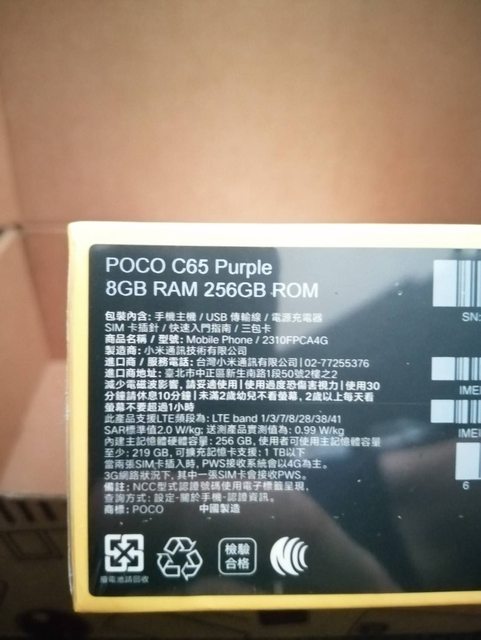 POCO C65 Purple
8GB RAM 256GB ROM
包裝內含: 手機主機 / USB 傳輸線 / 電源充電器
SIM 卡插針 / 快速入門指南 / 三包卡
商品名稱 / 型號: Mobile Phone / 2310FPCA4G
製造商: 小米通訊技術有限公司
進口商 / 服務電話: 台灣小米通訊有限公司 | 02-77255376
進口商地址: 臺北市中正區新生南路1段50號2樓之2
減少電磁波影響, 請妥適使用 | 使用過度恐傷害視力 | 使用30
分鐘請休息10分鐘 | 未滿2歲幼兒不看螢幕, 2歲以上每天看
螢幕不要超過1小時
此產品支援LTE頻段為: LTE band 1/3/7/8/28/38/41
SAR標準值2.0 W/kg; 送測產品實測值為: 0.99 W/kg
內建主記憶體硬體容量: 256 GB, 使用者可使用主記憶體容量
至少: 219 GB, 可擴充記憶卡支援: 1 TB以下
當兩張SIM卡插入時, PWS接收系統會以4G為主。
3G網路狀況下, 其中一張SIM卡會接收PWS。
備註: NCC型式認證號碼使用電子標籤呈現,
查詢方式: 設定-關於手機-認證資訊。
商標: POCO 中國製造
SN:
IMEI
IMEI
6
廢電池請回收
檢驗
合格